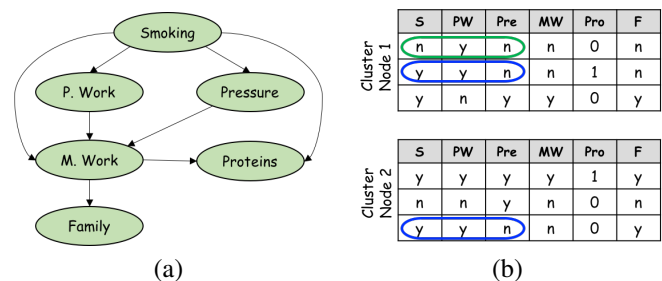 Smoking
P. Work
Pressure
M. Work
Proteins
Family
(a)
Cluster
Node 1
S PW Pre MW Pro F
n y n n 0 n
y y n n 1 n
y n y y 0 y
Cluster
Node 2
S PW Pre MW Pro F
y y y y 1 y
n n y n 0 n
y y n n 0 y
(b)